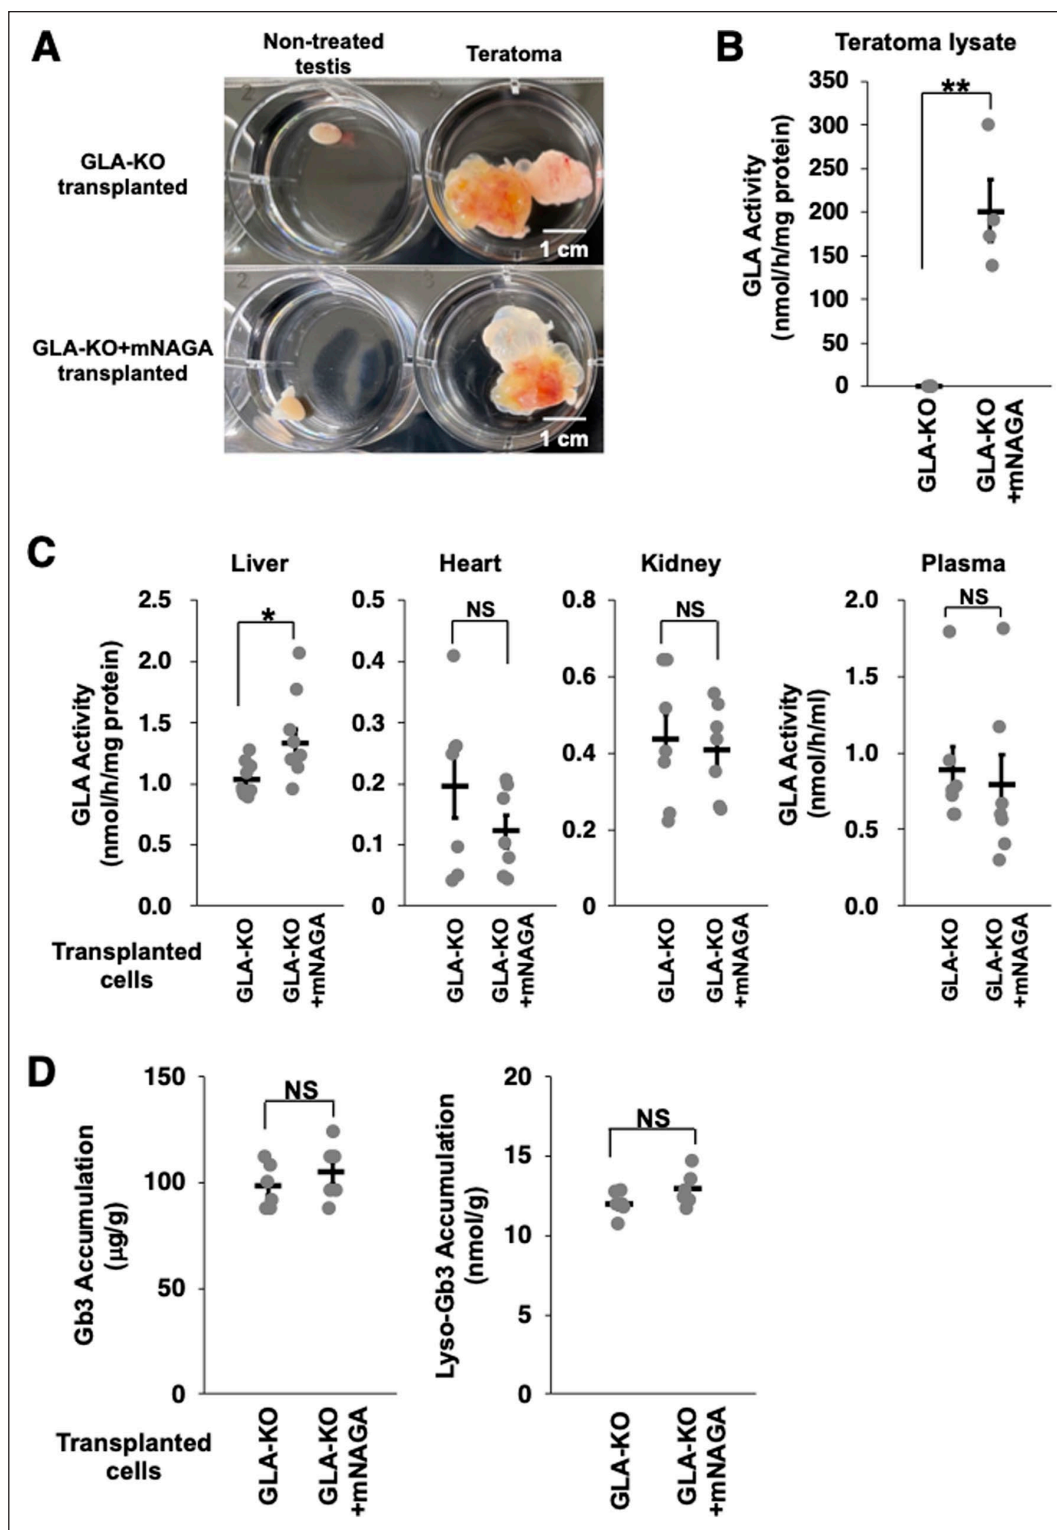 A
Non-treated
testis
Teratoma
GLA-KO
transplanted
1 cm
GLA-KO+mNAGA
transplanted
1 cm
B
Teratoma lysate
**
GLA Activity
(nmol/h/mg protein)
350
300
250
200
150
100
50
0
GLA-KO
GLA-KO
+mNAGA
C
Liver
*
GLA Activity
(nmol/h/mg protein)
2.5
2.0
1.5
1.0
0.5
0.0
Heart
NS
0.5
0.4
0.3
0.2
0.1
0
Kidney
NS
0.8
0.6
0.4
0.2
0
Plasma
NS
GLA Activity
(nmol/h/ml)
2.0
1.5
1.0
0.5
0.0
Transplanted
cells
GLA-KO
GLA-KO
+mNAGA
GLA-KO
GLA-KO
+mNAGA
GLA-KO
GLA-KO
+mNAGA
GLA-KO
GLA-KO
+mNAGA
D
NS
Gb3 Accumulation
(μg/g)
150
100
50
0
NS
Lyso-Gb3 Accumulation
(nmol/g)
20
15
10
5
0
Transplanted
cells
GLA-KO
GLA-KO
+mNAGA
GLA-KO
GLA-KO
+mNAGA